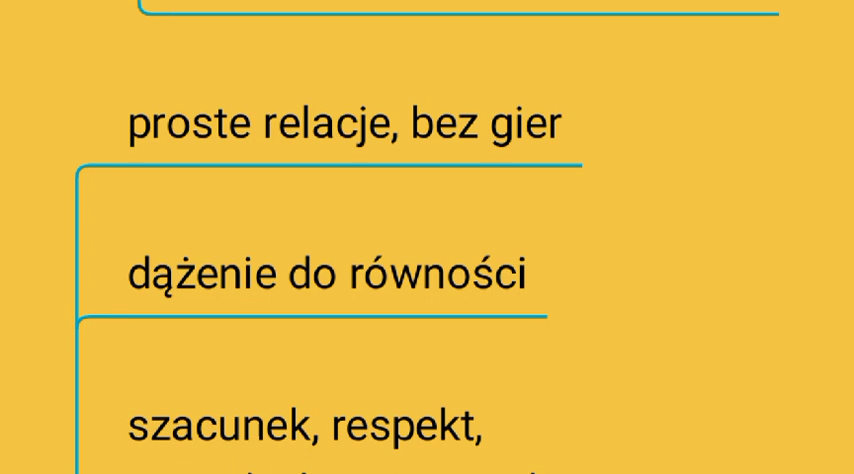 proste relacje, bez gier
dążenie do równości
szacunek, respekt,